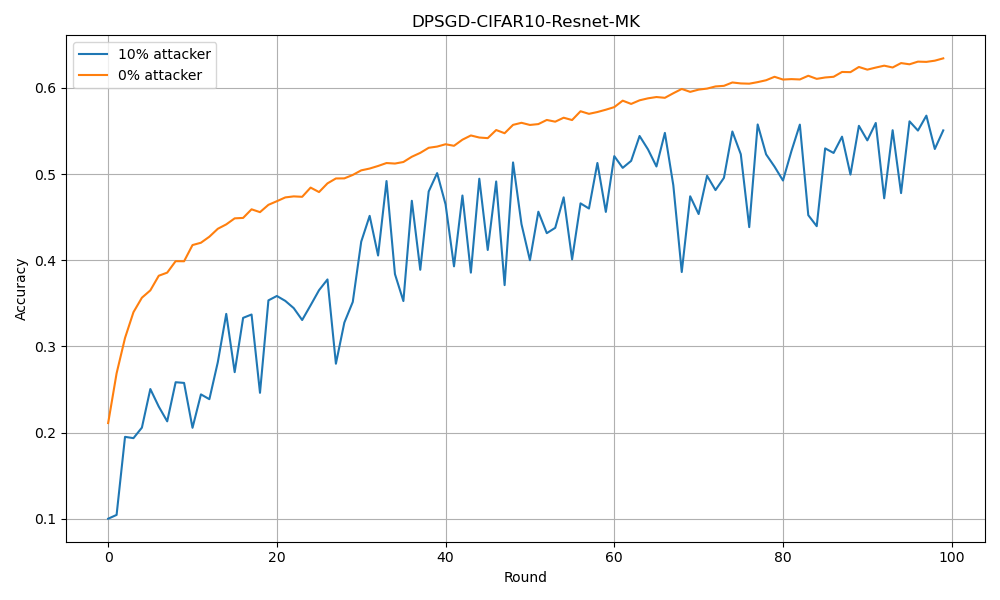 DPSGD-CIFAR10-Resnet-MK
10% attacker
0% attacker
Accuracy
0.6
0.5
0.4
0.3
0.2
0.1
0 20 40 60 80 100
Round